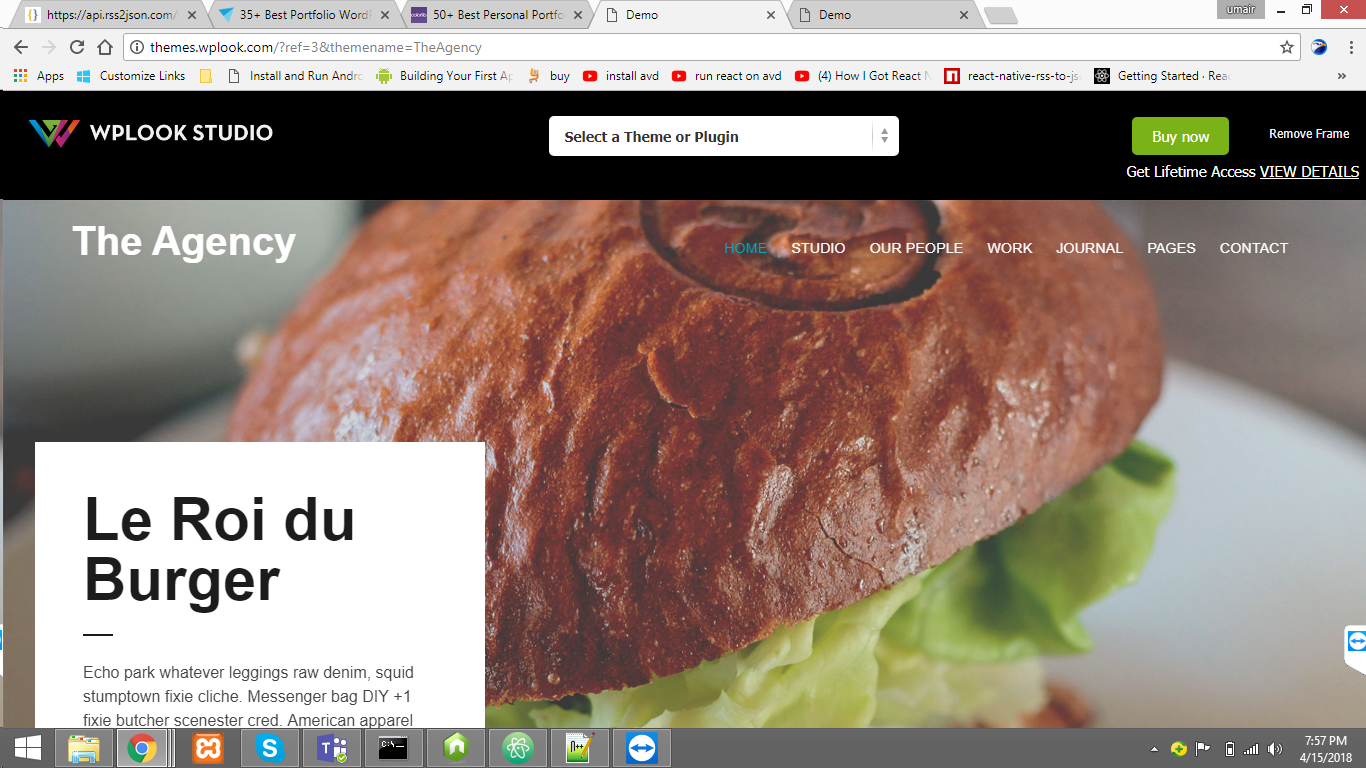 https://api.rss2json.com/
35+ Best Portfolio Word
50+ Best Personal Portfo
Demo
Demo
umair
themes.wplook.com/?ref=3&themename=TheAgency
Apps
Customize Links
Install and Run Andro
Building Your First Ap
buy
install avd
run react on avd
(4) How I Got React N
react-native-rss-to-js
Getting Started · Reac
WPLOOK STUDIO
Select a Theme or Plugin
Buy now
Remove Frame
Get Lifetime Access VIEW DETAILS
The Agency
HOME STUDIO OUR PEOPLE WORK JOURNAL PAGES CONTACT
Le Roi du
Burger
Echo park whatever leggings raw denim, squid
stumptown fixie cliche. Messenger bag DIY +1
fixie butcher scenester cred. American apparel
7:57 PM
4/15/2018